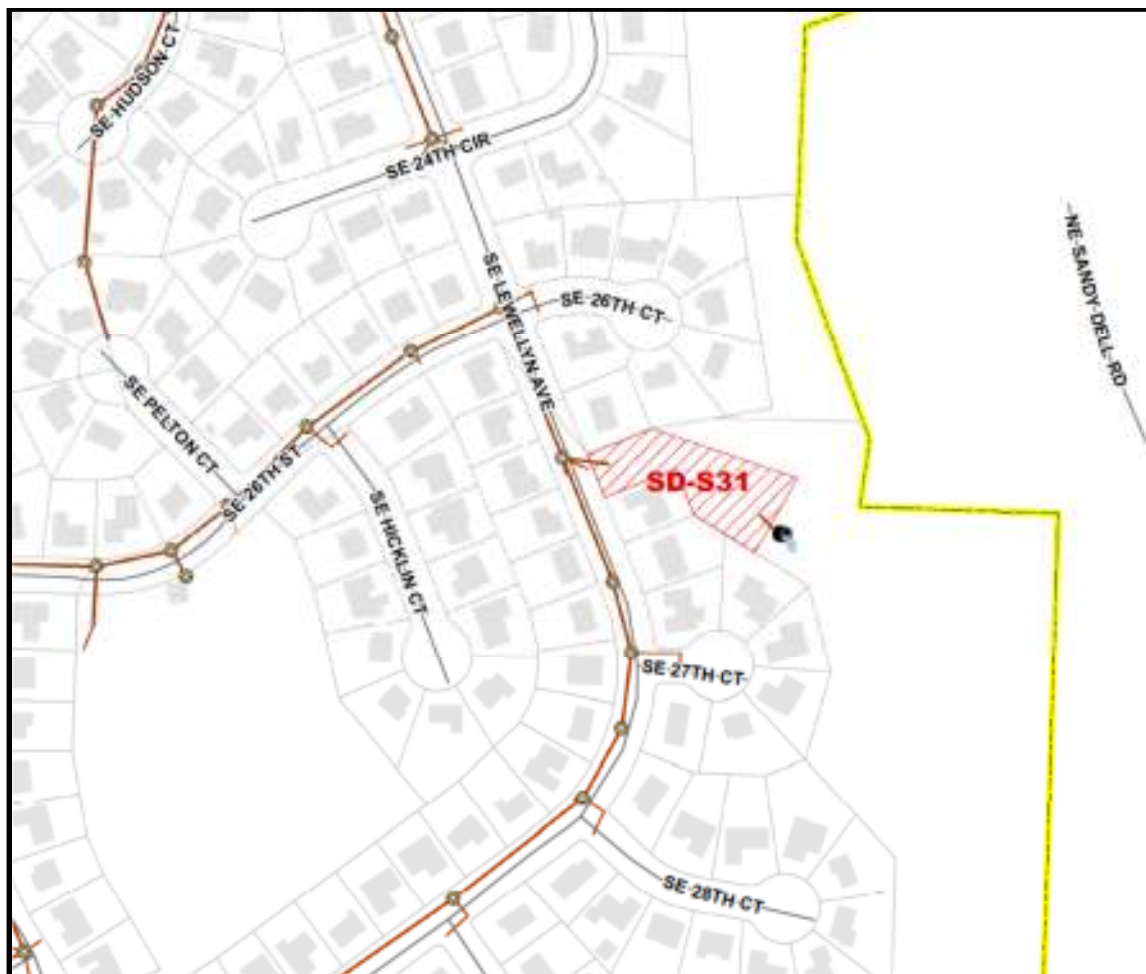 SE HUDSON CT
SE 24TH CIR
NE SANDY DELL RD
SE LEWELLYN AVE
SE 26TH CT
SE PELTON CT
SE 26TH ST
SD-S31
SE HICKLIN CT
SE 27TH CT
SE 28TH CT